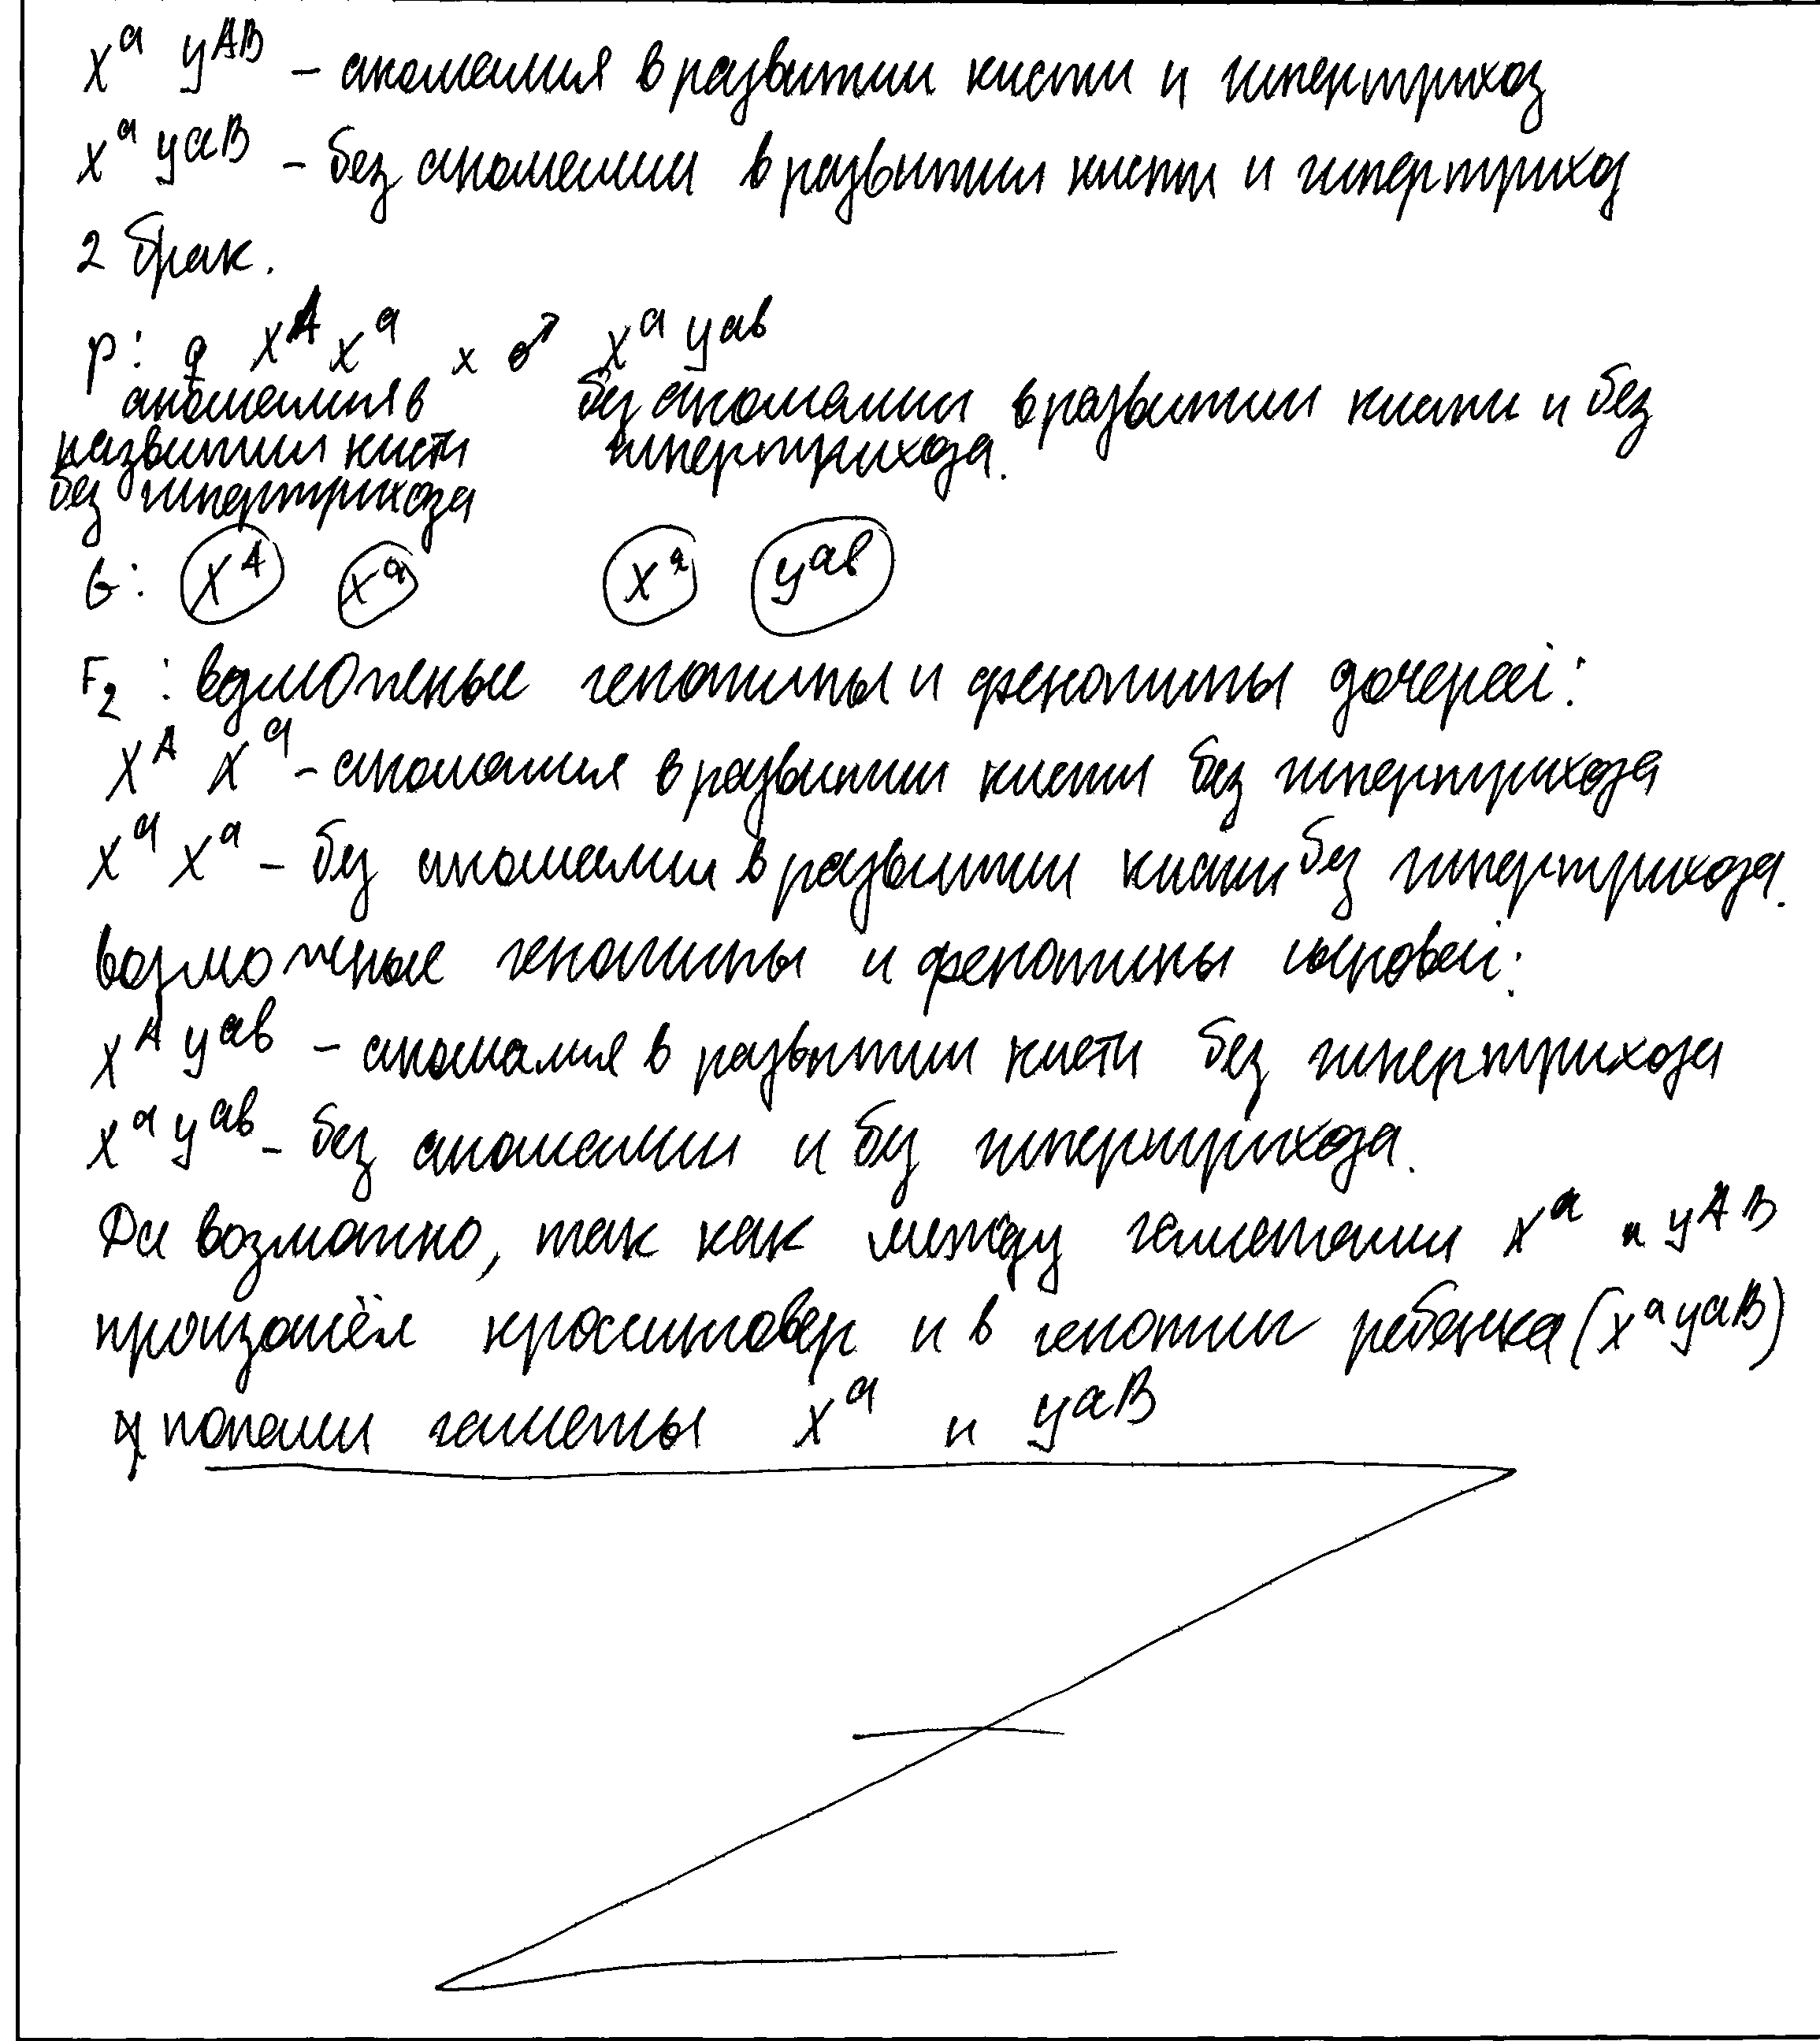 X^a Y^AB – аномалия в развитии кисти и гипертрихоз
X^a Y^aB – без аномалии в развитии кисти и гипертрихоз
2 брак.
P: ♀ X^A X^a × ♂ X^a Y^ab
аномалия в развитии кисти без гипертрихоза
без аномалии в развитии кисти и без гипертрихоза.
G: X^A X^a X^a Y^ab
F2: возможные генотипы и фенотипы дочерей:
X^A X^a – аномалия в развитии кисти без гипертрихоза
X^a X^a – без аномалии в развитии кисти без гипертрихоза.
возможные генотипы и фенотипы сыновей:
X^A Y^ab – аномалия в развитии кисти без гипертрихоза
X^a Y^ab – без аномалии и без гипертрихоза.
Да возможно, так как между гаметами X^a и Y^AB
произошёл кроссинговер и в генотип ребёнка (X^a Y^aB)
попали гаметы X^a и Y^aB